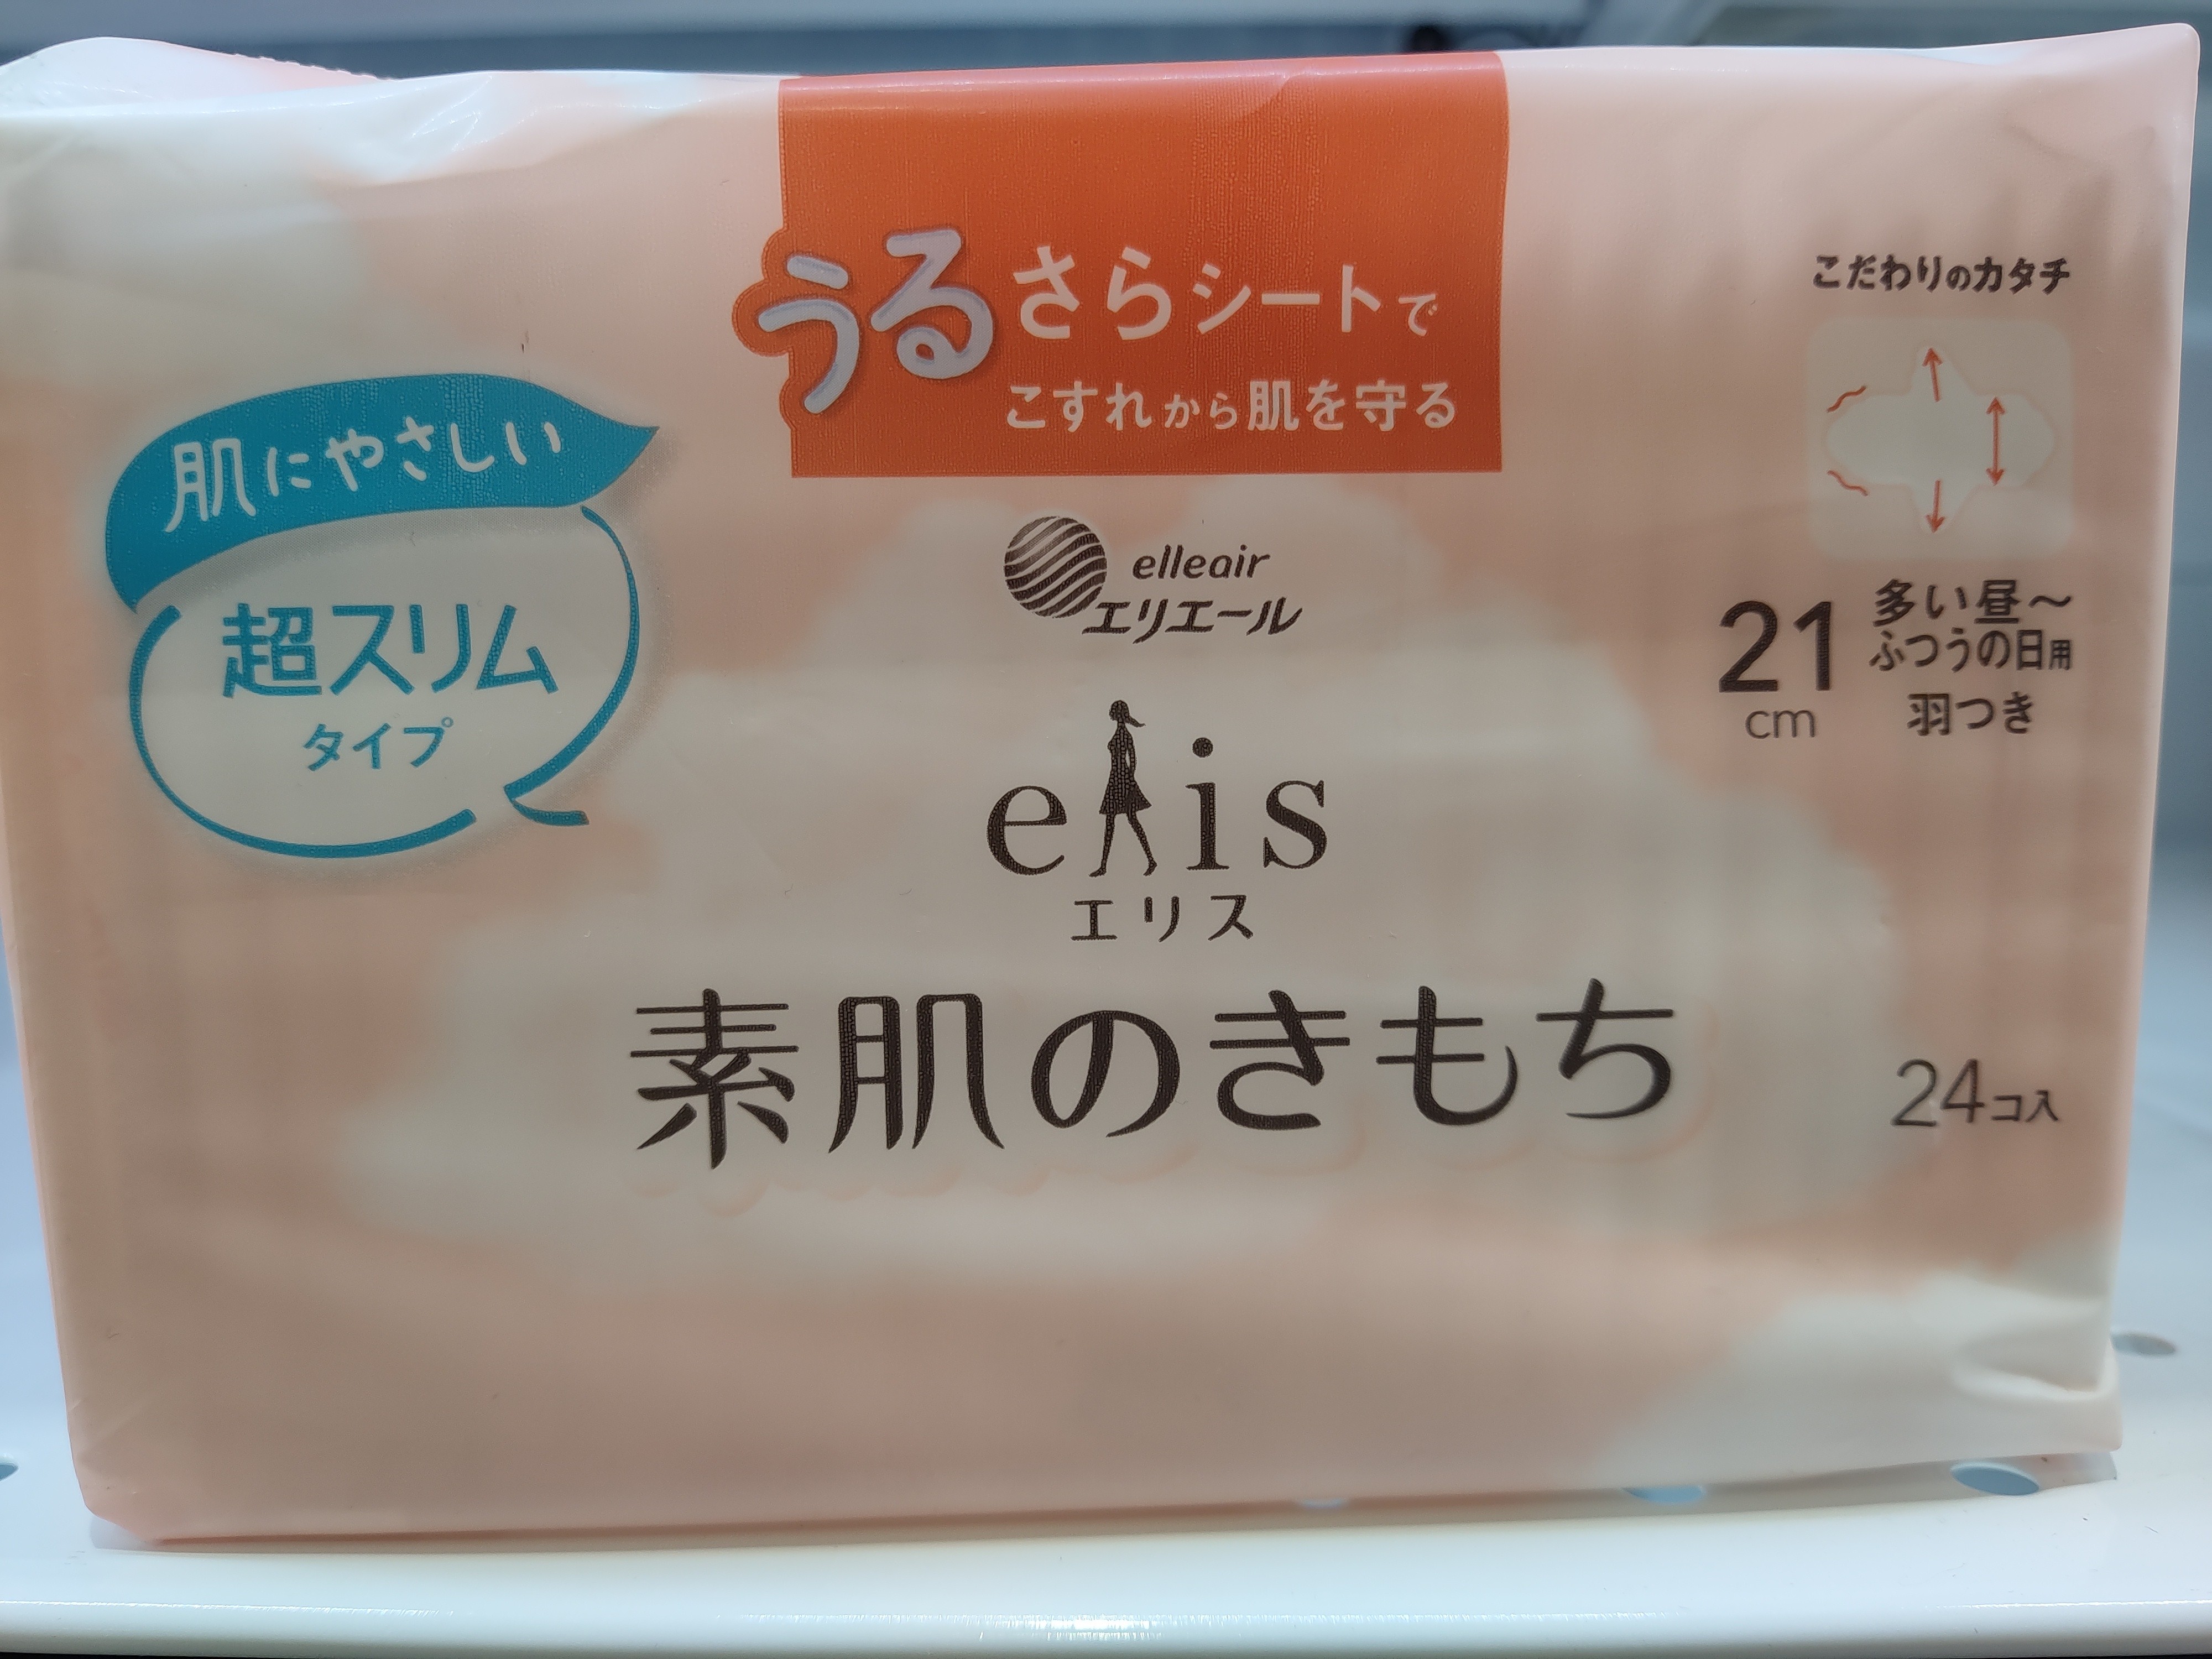 うるさらシートで
こすれから肌を守る
こだわりのカタチ
肌にやさしい
超スリム
タイプ
elleair
エリエール
21cm
多い昼～
ふつうの日用
羽つき
elis
エリス
素肌のきもち
24コ入